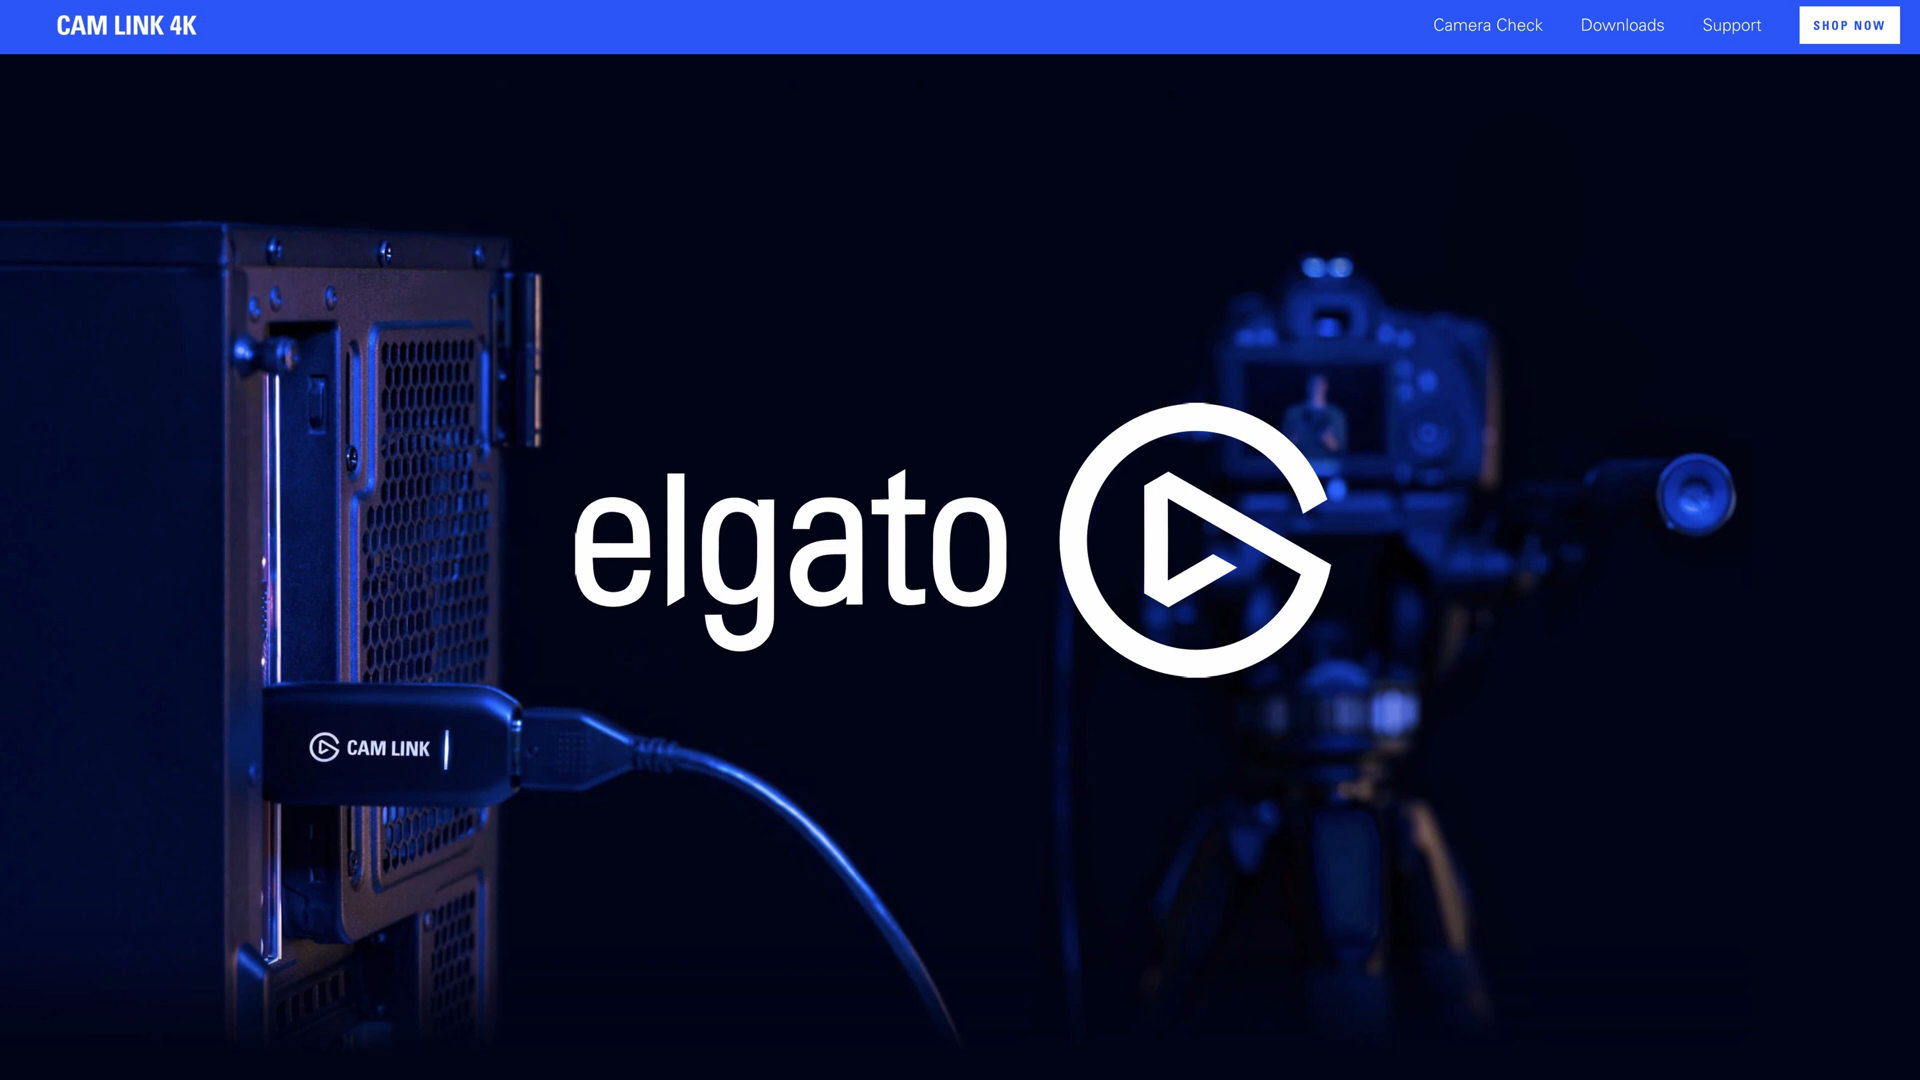 CAM LINK 4K
Camera Check
Downloads
Support
SHOP NOW
elgato
CAM LINK